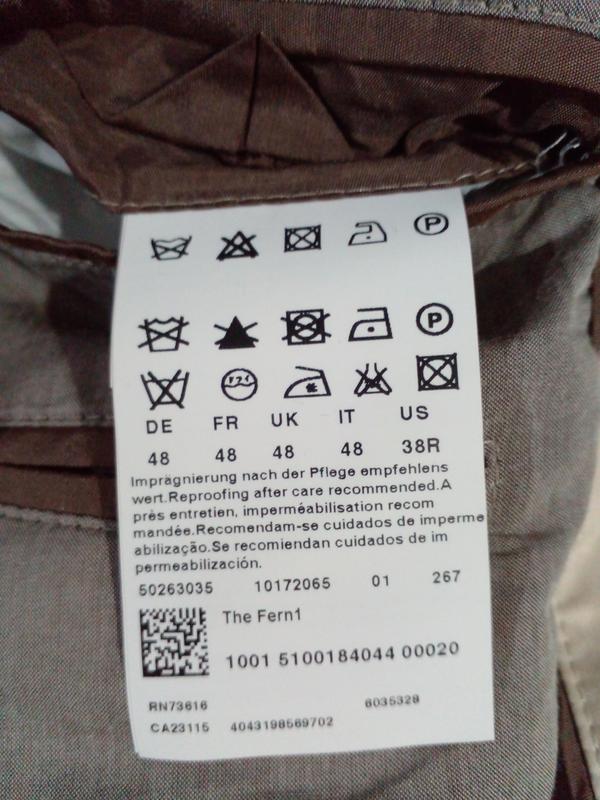 P
P
DE FR UK IT US
48 48 48 48 38R
Imprägnierung nach der Pflege empfehlens
wert.Reproofing after care recommended.A
près entretien, imperméabilisation recom
mandée.Recomendam-se cuidados de imperme
abilização.Se recomiendan cuidados de im
permeabilización.
50263035 10172065 01 267
The Fern1
1001 5100184044 00020
RN73616 6035328
CA23115 4043198569702